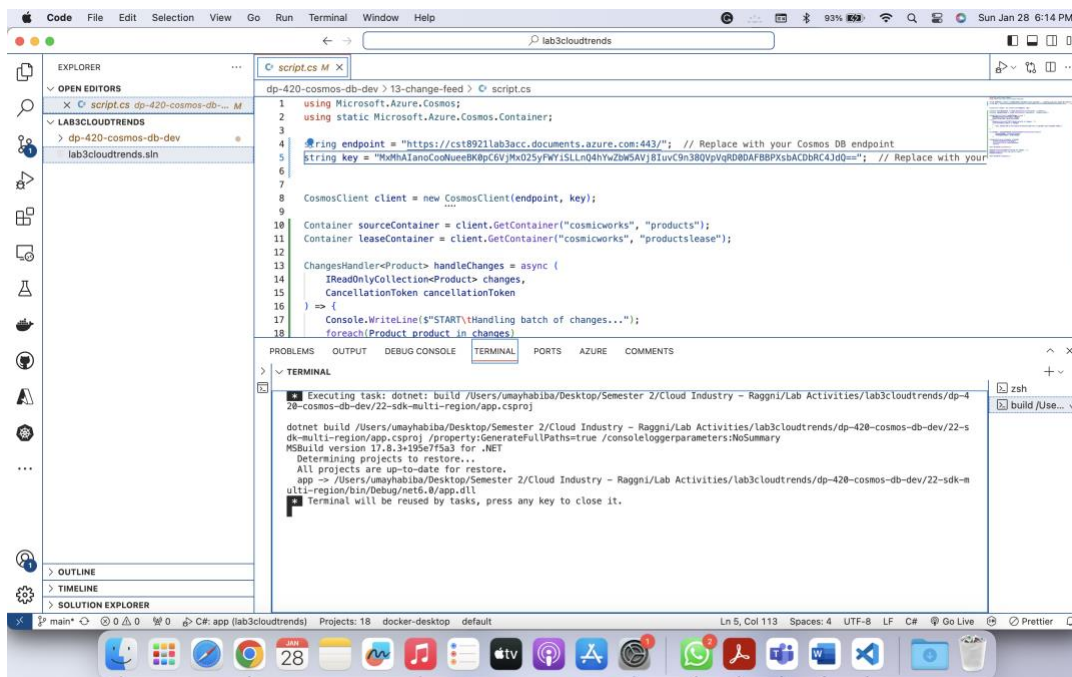 Code File Edit Selection View Go Run Terminal Window Help 93% Sun Jan 28 6:14 PM
lab3cloudtrends
EXPLORER
OPEN EDITORS
script.cs dp-420-cosmos-db-... M
LAB3CLOUDTRENDS
dp-420-cosmos-db-dev
lab3cloudtrends.sln
OUTLINE
TIMELINE
SOLUTION EXPLORER
script.cs M
dp-420-cosmos-db-dev > 13-change-feed > script.cs
1 using Microsoft.Azure.Cosmos;
2 using static Microsoft.Azure.Cosmos.Container;
3
4 ring endpoint = "https://cst8921lab3acc.documents.azure.com:443/"; // Replace with your Cosmos DB endpoint
5 string key = // Replace with your
6
7
8 CosmosClient client = new CosmosClient(endpoint, key);
9
10 Container sourceContainer = client.GetContainer("cosmicworks", "products");
11 Container leaseContainer = client.GetContainer("cosmicworks", "productslease");
12
13 ChangesHandler<Product> handleChanges = async (
14 IReadOnlyCollection<Product> changes,
15 CancellationToken cancellationToken
16 ) => {
17 Console.WriteLine($"START\tHandling batch of changes...");
18 foreach(Product product in changes)
PROBLEMS OUTPUT DEBUG CONSOLE TERMINAL PORTS AZURE COMMENTS
TERMINAL
* Executing task: dotnet: build /Users/umayhabiba/Desktop/Semester 2/Cloud Industry - Raggni/Lab Activities/lab3cloudtrends/dp-4
20-cosmos-db-dev/22-sdk-multi-region/app.csproj
dotnet build /Users/umayhabiba/Desktop/Semester 2/Cloud Industry - Raggni/Lab Activities/lab3cloudtrends/dp-420-cosmos-db-dev/22-s
dk-multi-region/app.csproj /property:GenerateFullPaths=true /consoleloggerparameters:NoSummary
MSBuild version 17.8.3+195e7f5a3 for .NET
Determining projects to restore...
All projects are up-to-date for restore.
app -> /Users/umayhabiba/Desktop/Semester 2/Cloud Industry - Raggni/Lab Activities/lab3cloudtrends/dp-420-cosmos-db-dev/22-sdk-m
ulti-region/bin/Debug/net6.0/app.dll
* Terminal will be reused by tasks, press any key to close it.
zsh
build /Use...
main* 0 0 0 C#: app (lab3cloudtrends) Projects: 18 docker-desktop default Ln 5, Col 113 Spaces: 4 UTF-8 LF C# Go Live Prettier
JAN
28
tv
1
2